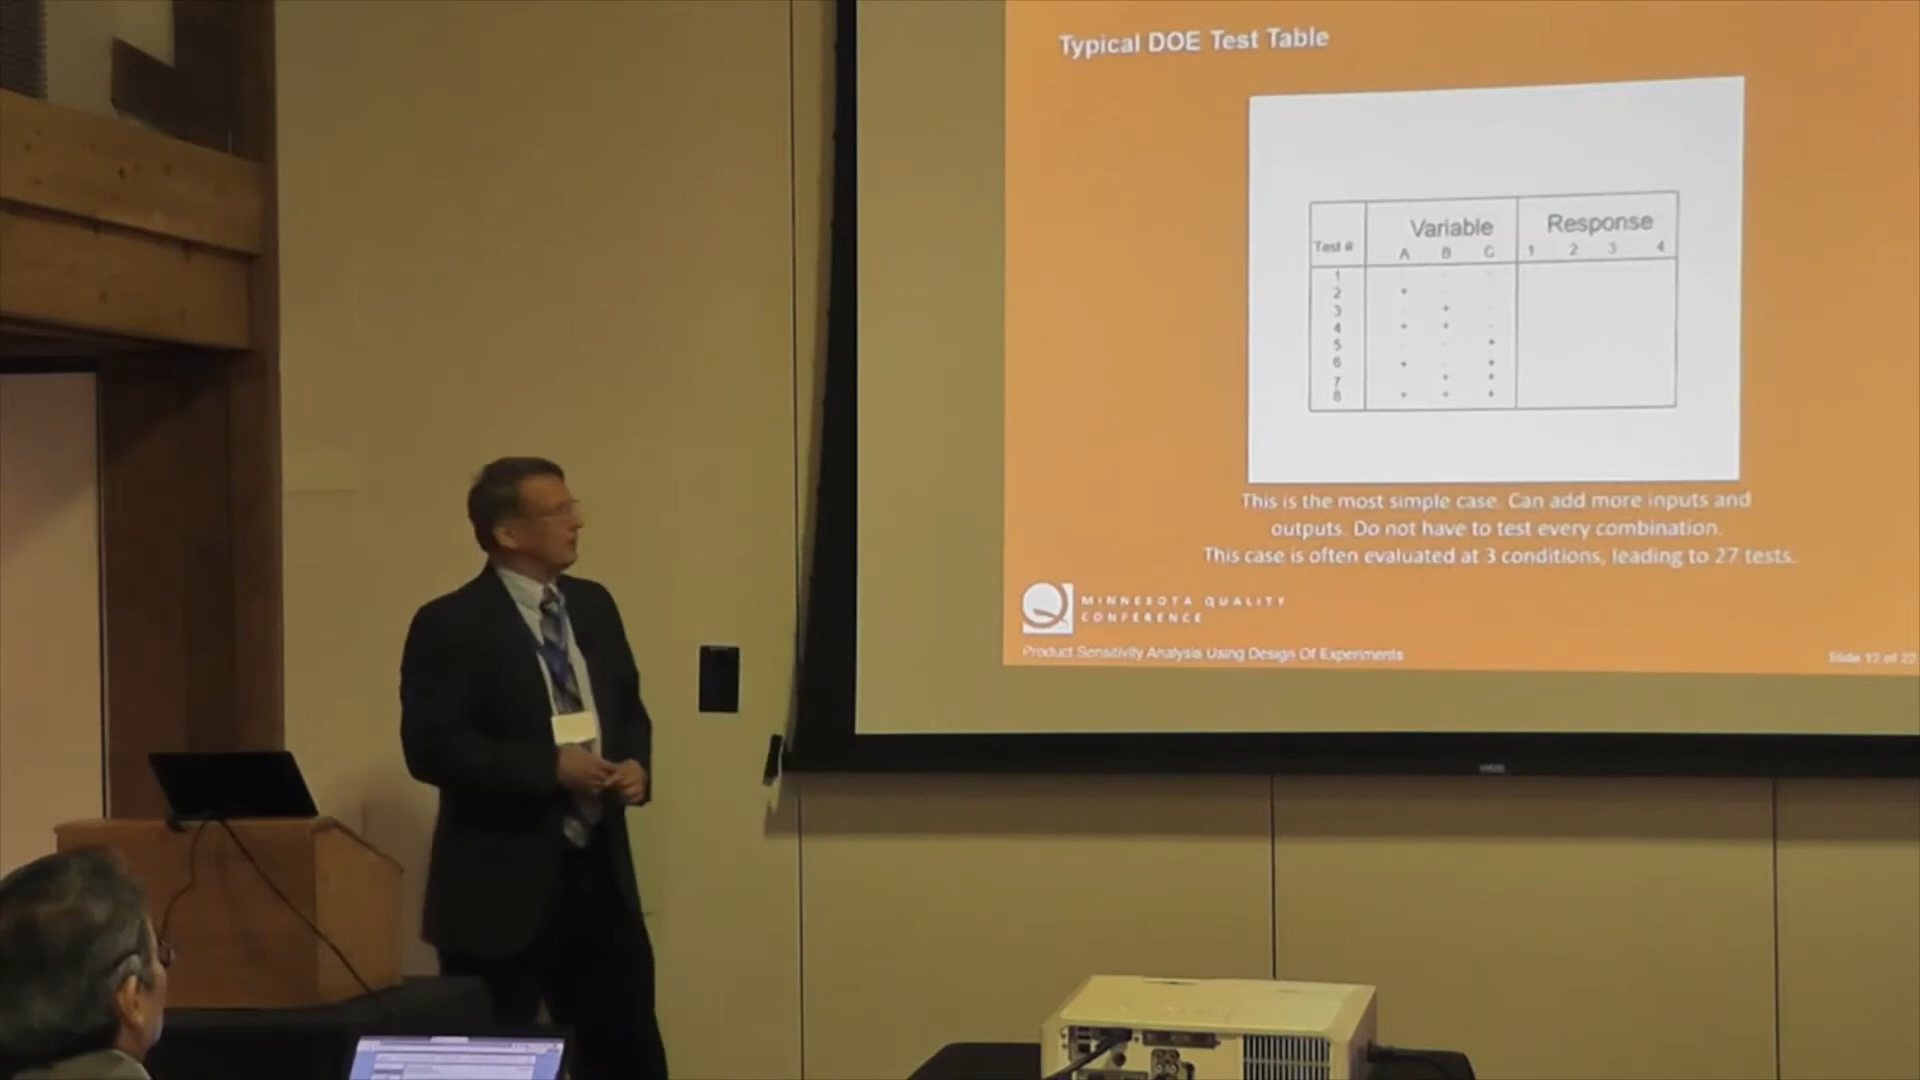 Typical DOE Test Table
Variable Response
Test # A B C 1 2 3 4
1 - - -
2 + -
3 + -
4 + + -
5 - - +
6 + - +
7 + +
8 + + +
This is the most simple case. Can add more inputs and
outputs. Do not have to test every combination.
This case is often evaluated at 3 conditions, leading to 27 tests.
MINNESOTA QUALITY
CONFERENCE
Product Sensitivity Analysis Using Design Of Experiments
Slide 12 of 22